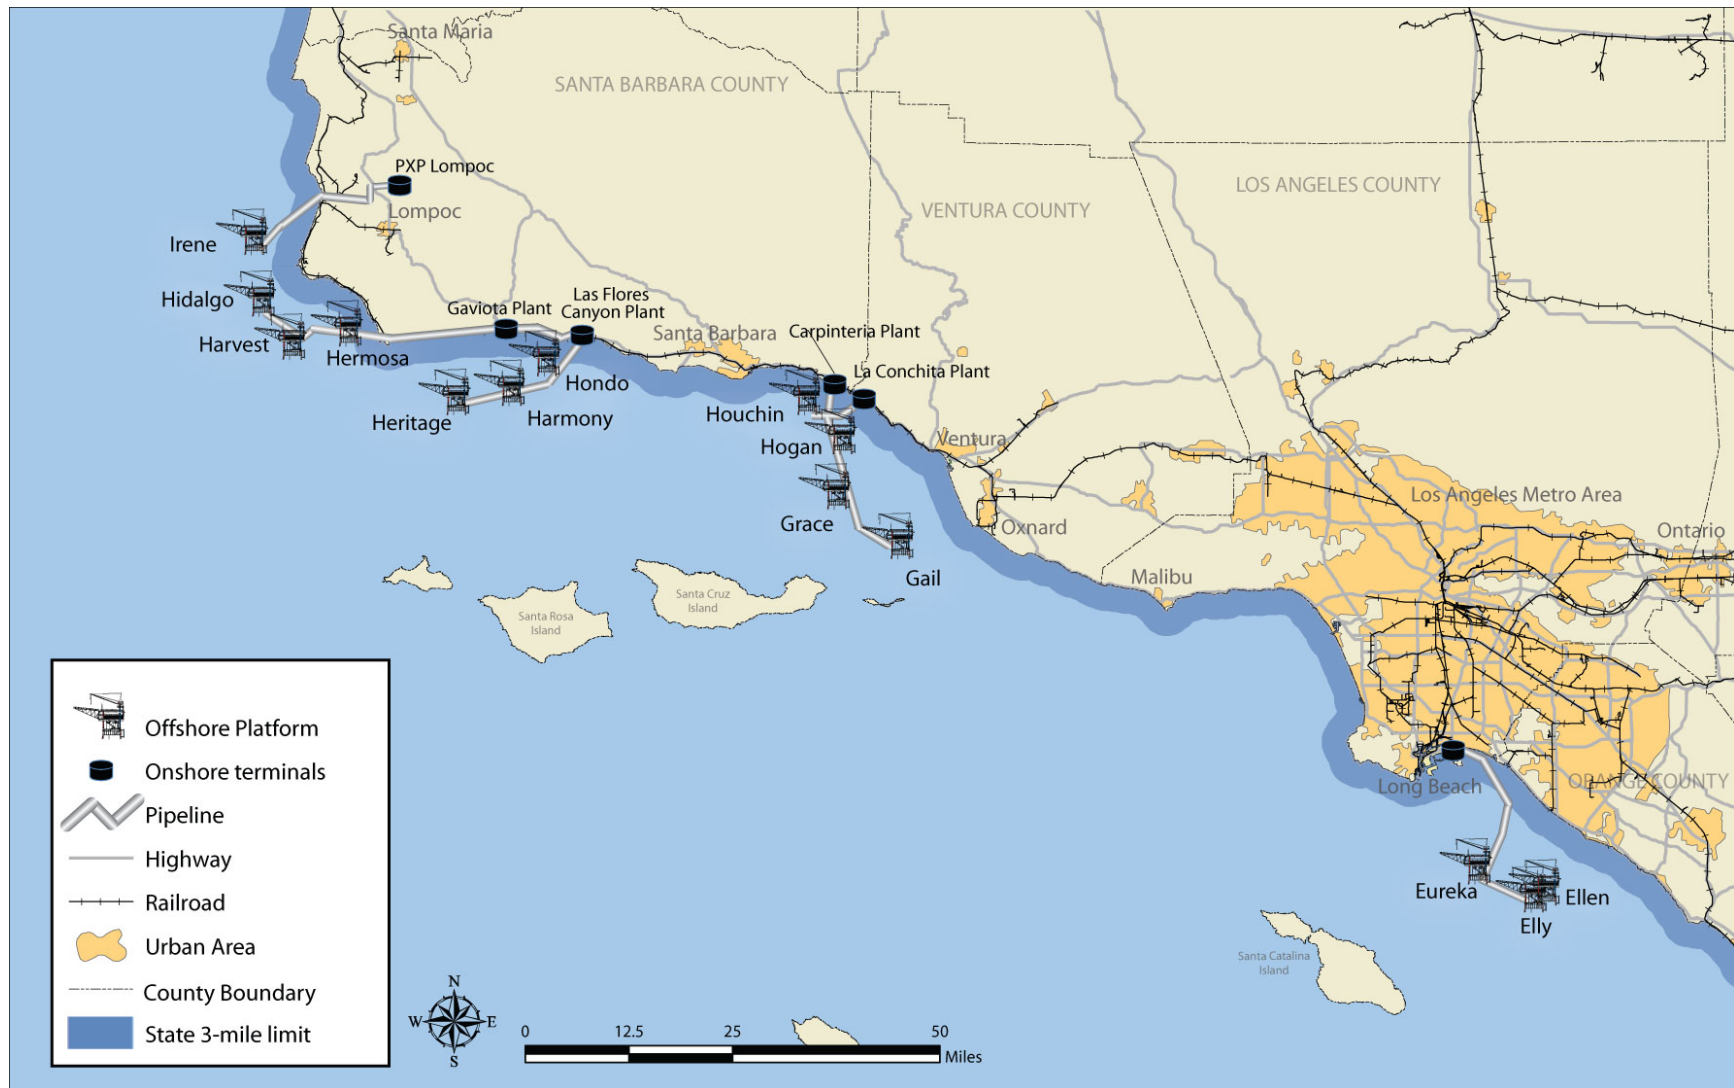 Santa Maria
SANTA BARBARA COUNTY
PXP Lompoc
LOS ANGELES COUNTY
Lompoc
VENTURA COUNTY
Irene
Hidalgo
Gaviota Plant
Las Flores
Canyon Plant
Santa Barbara
Carpinteria Plant
Harvest
Hermosa
La Conchita Plant
Hondo
Heritage
Harmony
Houchin
Hogan
Ventura
Los Angeles Metro Area
Grace
Oxnard
Ontario
Gail
Malibu
Santa Cruz
Island
Santa Rosa
Island
Offshore Platform
Onshore terminals
Pipeline
Highway
Railroad
Urban Area
County Boundary
State 3-mile limit
Long Beach
ORANGE COUNTY
Eureka
Ellen
Elly
Santa Catalina
Island
N
W
E
S
0
12.5
25
50
Miles